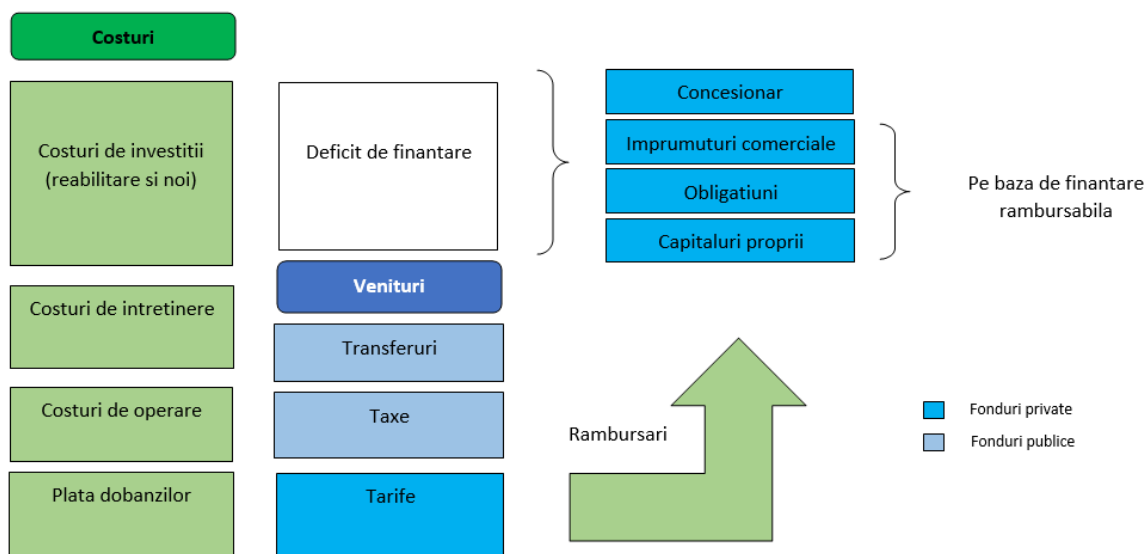 Costuri
Costuri de investitii
(reabilitare si noi)
Costuri de intretinere
Costuri de operare
Plata dobanzilor
Deficit de finantare
Venituri
Transferuri
Taxe
Tarife
Concesionar
Imprumuturi comerciale
Obligatiuni
Capitaluri proprii
Pe baza de finantare
rambursabila
Rambursari
Fonduri private
Fonduri publice